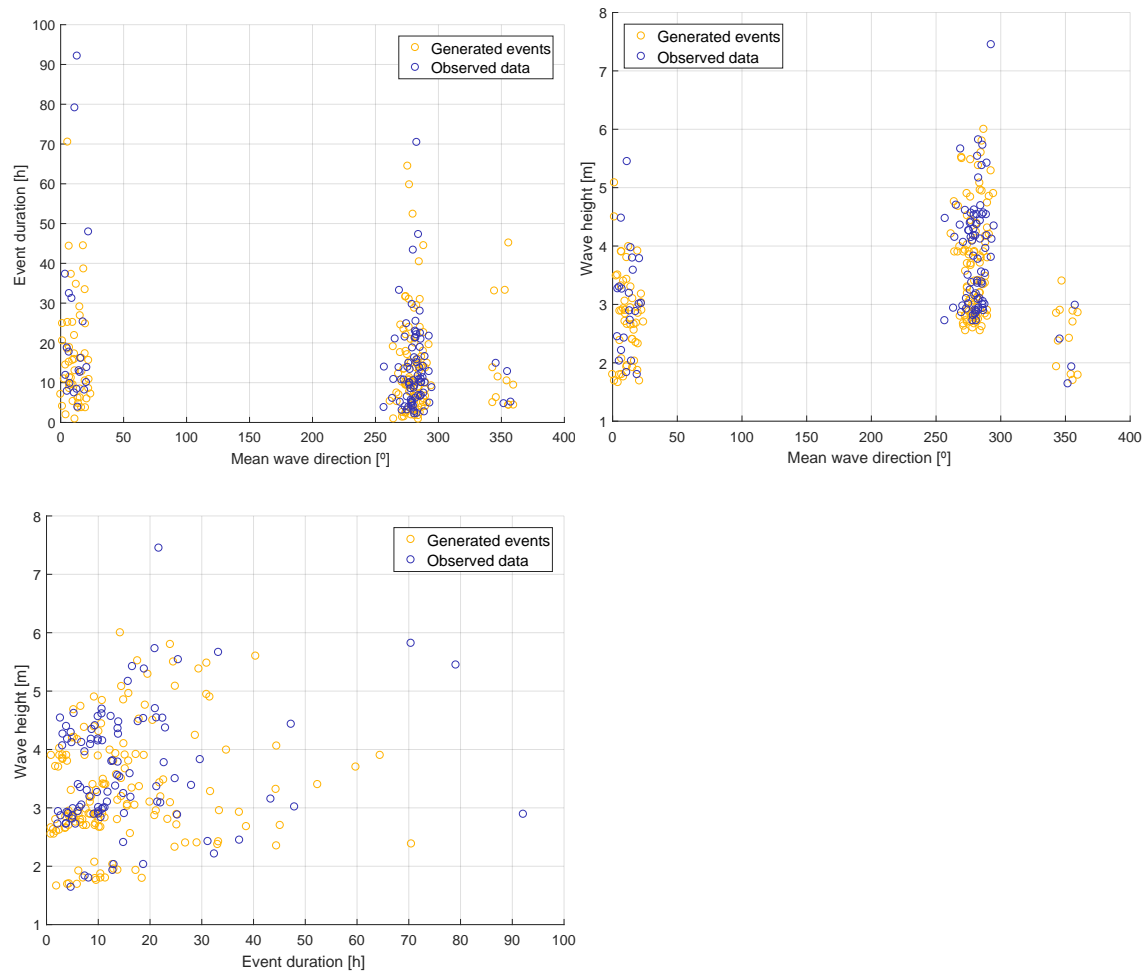 100
90
80
70
60
50
40
30
20
10
0
Event duration [h]
0 50 100 150 200 250 300 350 400
Mean wave direction [º]
Generated events
Observed data
8
7
6
5
4
3
2
1
Wave height [m]
0 50 100 150 200 250 300 350 400
Mean wave direction [º]
Generated events
Observed data
8
7
6
5
4
3
2
1
Wave height [m]
0 10 20 30 40 50 60 70 80 90 100
Event duration [h]
Generated events
Observed data